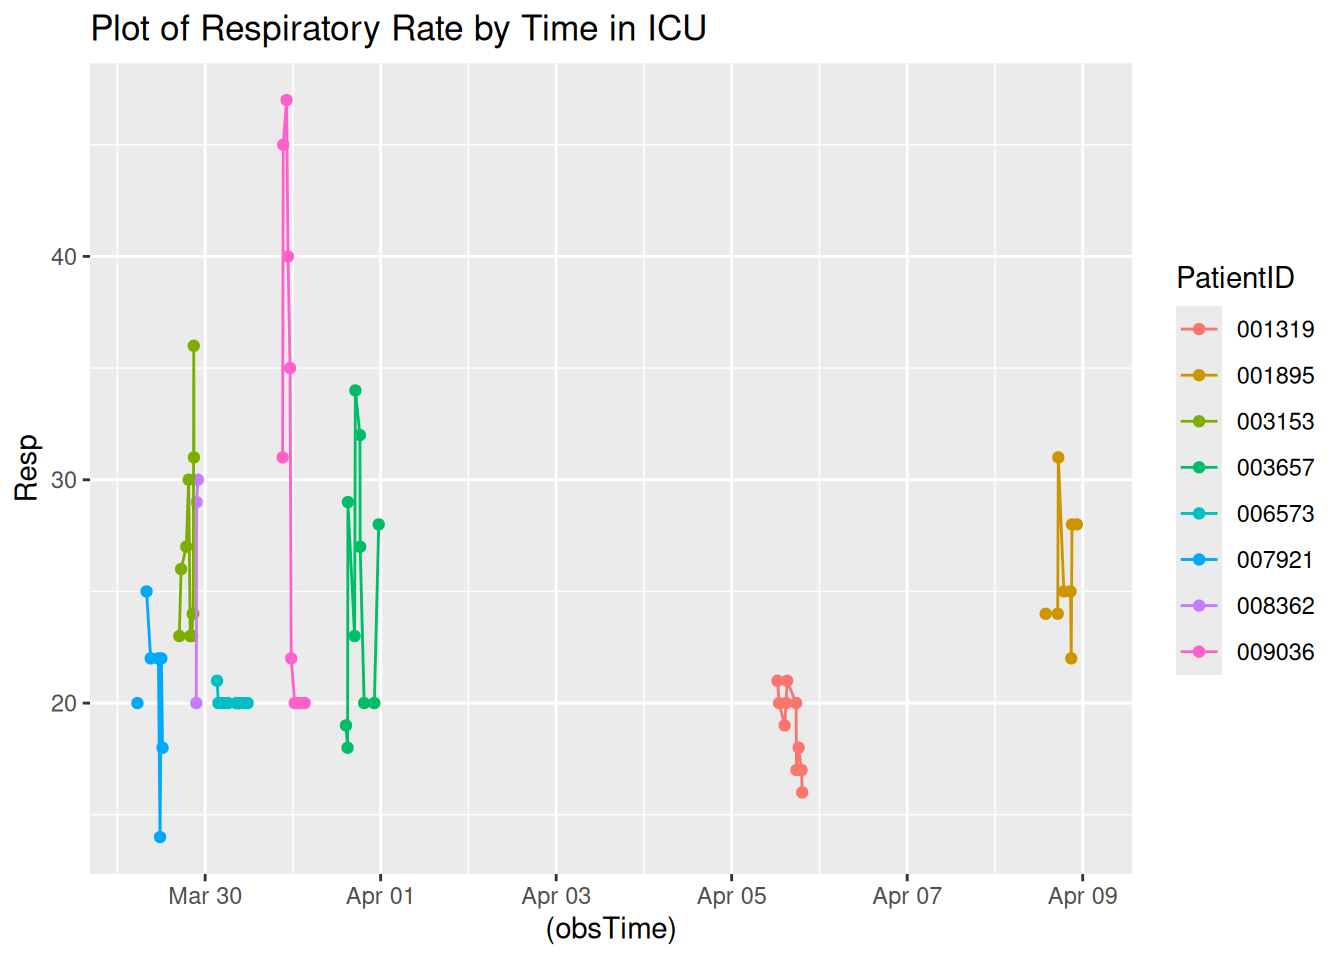 Plot of Respiratory Rate by Time in ICU
Resp
40
30
20
Mar 30
Apr 01
Apr 03
Apr 05
Apr 07
Apr 09
(obsTime)
PatientID
001319
001895
003153
003657
006573
007921
008362
009036